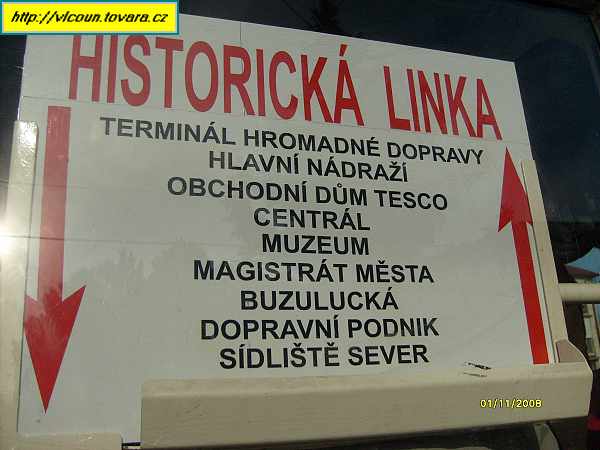 http://vlcoun.tovara.cz
HISTORICKÁ LINKA
TERMINÁL HROMADNÉ DOPRAVY
HLAVNÍ NÁDRAŽÍ
OBCHODNÍ DŮM TESCO
CENTRÁL
MUZEUM
MAGISTRÁT MĚSTA
BUZULUCKÁ
DOPRAVNÍ PODNIK
SÍDLIŠTĚ SEVER
01/11/2008